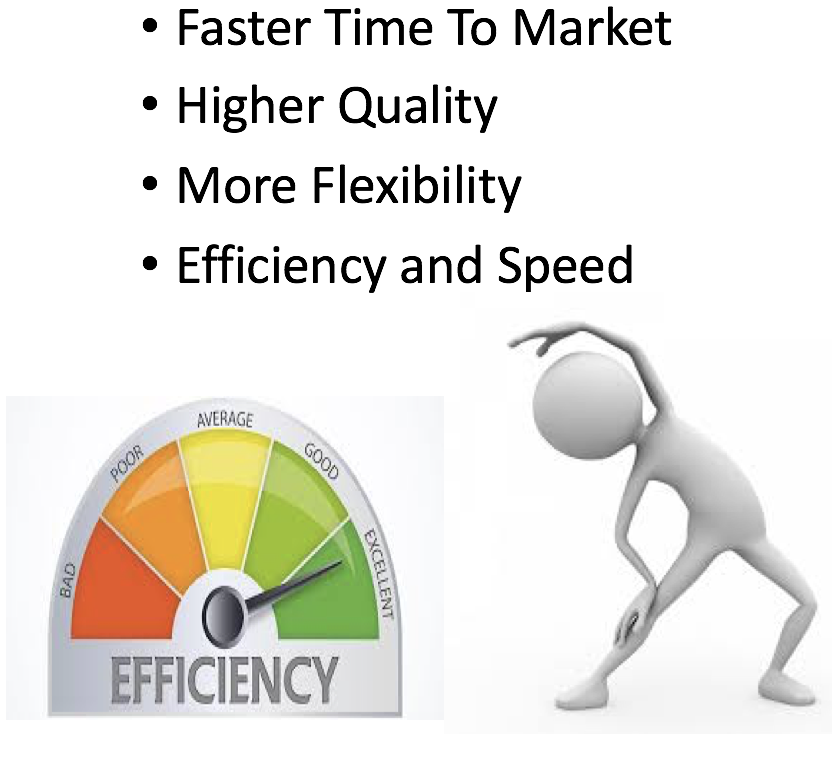 • Faster Time To Market
• Higher Quality
• More Flexibility
• Efficiency and Speed
BAD
POOR
AVERAGE
GOOD
EXCELLENT
EFFICIENCY